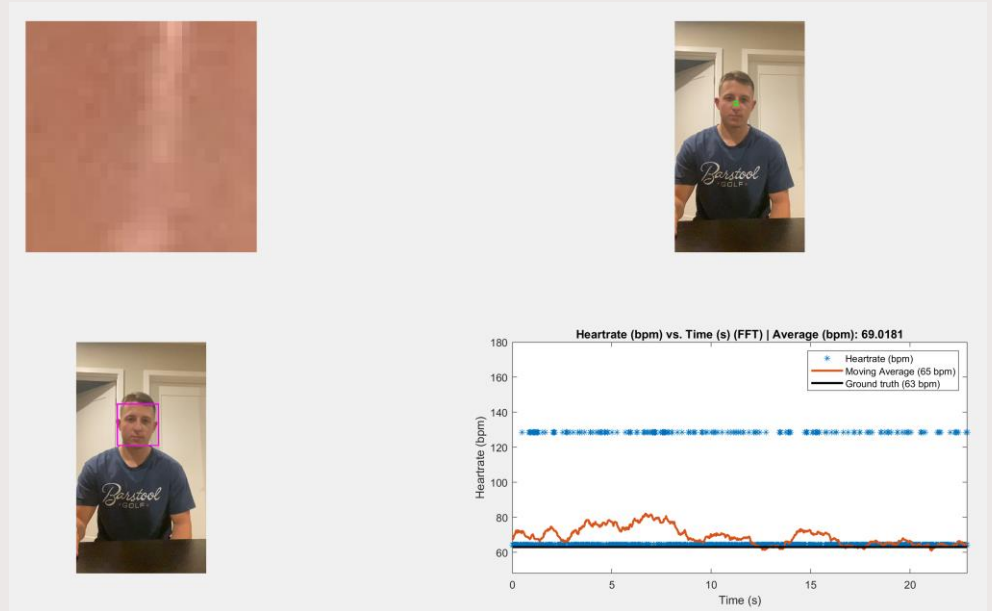 Barstool
-GOLF-
Barstool
-GOLF-
Heartrate (bpm) vs. Time (s) (FFT) | Average (bpm): 69.0181
Heartrate (bpm)
Moving Average (65 bpm)
Ground truth (63 bpm)
180
160
140
120
100
80
60
Heartrate (bpm)
0
5
10
15
20
Time (s)